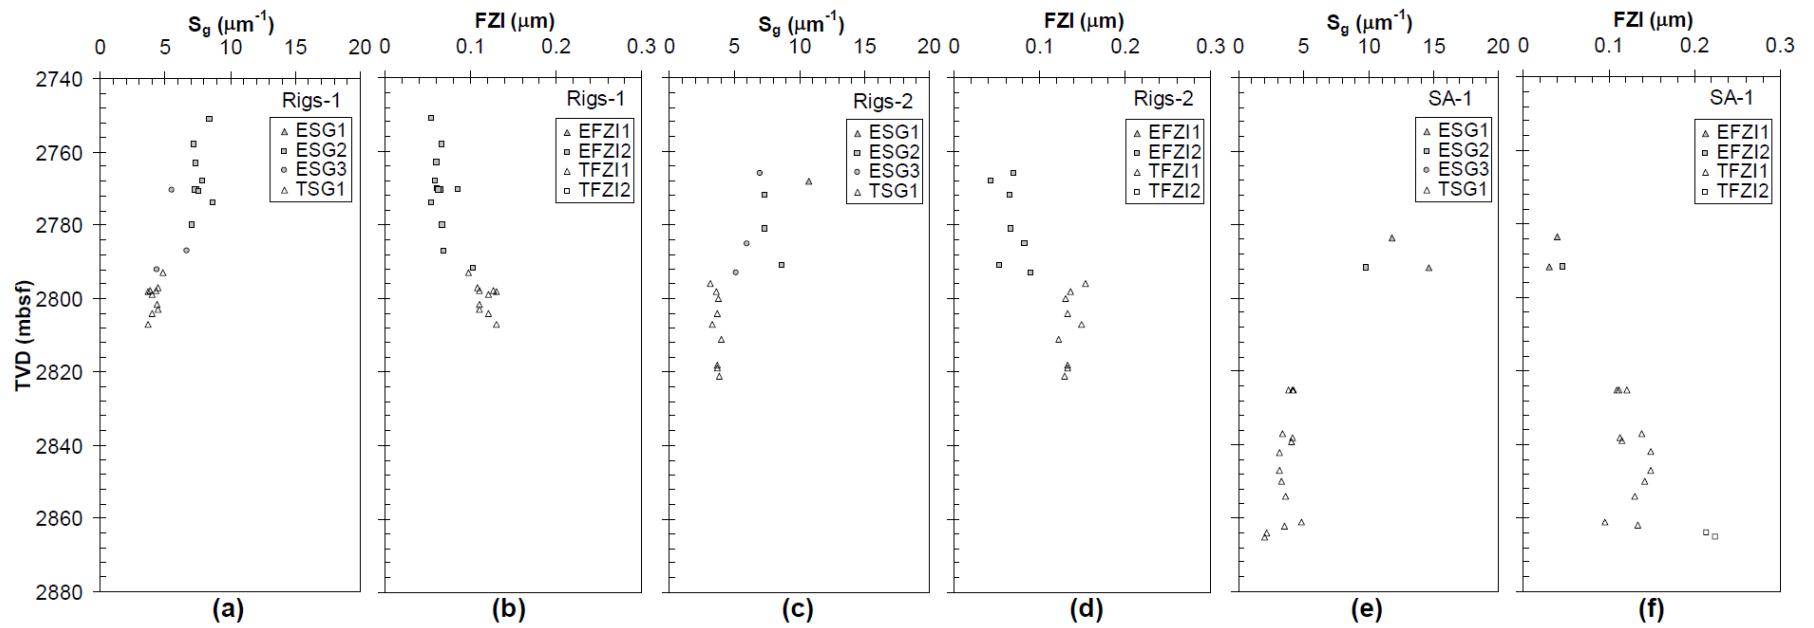 Sg (μm-1)
FZI (μm)
Sg (μm-1)
FZI (μm)
Sg (μm-1)
FZI (μm)
0 5 10 15 20
0 0.1 0.2 0.3
0 5 10 15 20
0 0.1 0.2 0.3
0 5 10 15 20
0 0.1 0.2 0.3
TVD (mbsf)
2740
2760
2780
2800
2820
2840
2860
2880
Rigs-1
ESG1
ESG2
ESG3
TSG1
(a)
Rigs-1
EFZI1
EFZI2
TFZI1
TFZI2
(b)
Rigs-2
ESG1
ESG2
ESG3
TSG1
(c)
Rigs-2
EFZI1
EFZI2
TFZI1
TFZI2
(d)
SA-1
ESG1
ESG2
ESG3
TSG1
(e)
SA-1
EFZI1
EFZI2
TFZI1
TFZI2
(f)